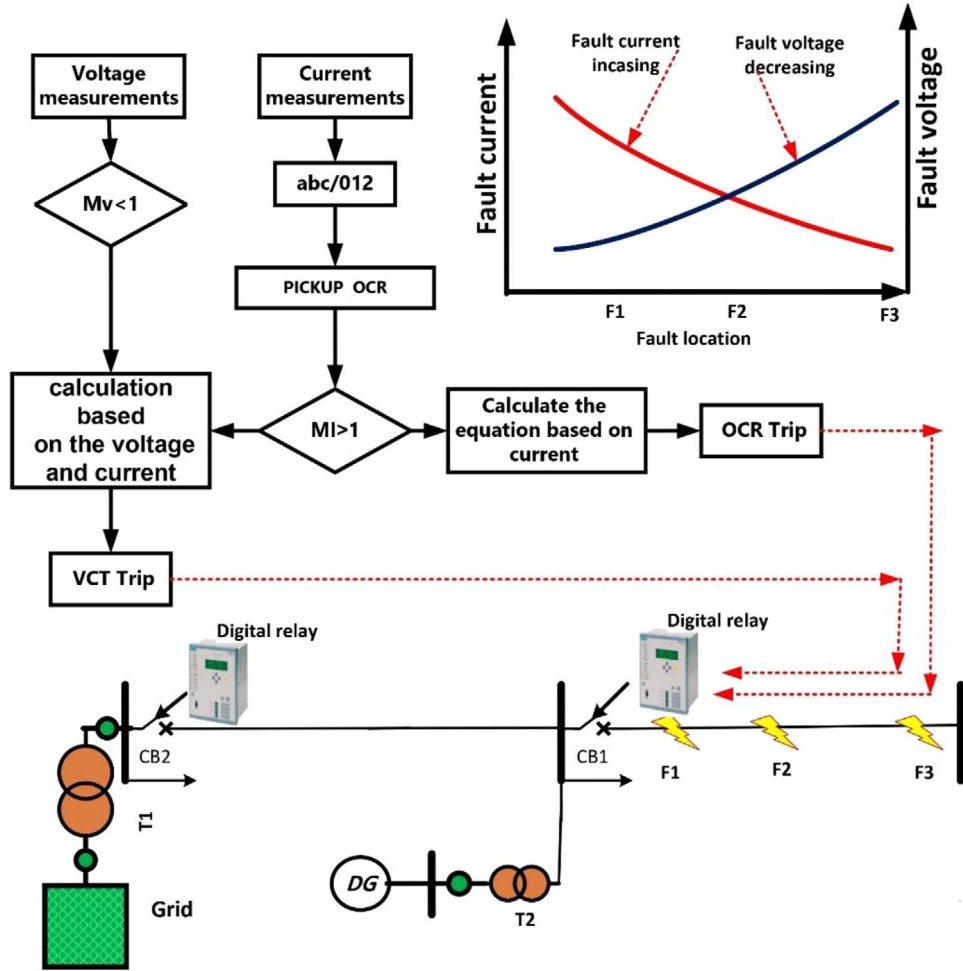 Voltage
measurements
Current
measurements
Mv<1
abc/012
PICKUP OCR
calculation
based
on the voltage
and current
MI>1
Calculate the
equation based on
current
OCR Trip
VCT Trip
Fault current
incasing
Fault voltage
decreasing
Fault current
Fault voltage
F1
F2
F3
Fault location
Digital relay
Digital relay
CB2
CB1
F1
F2
F3
T1
DG
T2
Grid